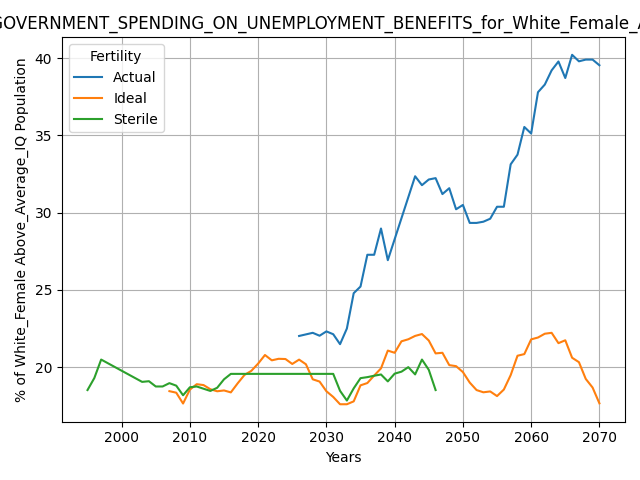 GOVERNMENT_SPENDING_ON_UNEMPLOYMENT_BENEFITS_for_White_Female_A
Fertility
Actual
Ideal
Sterile
% of White_Female Above_Average_IQ Population
40
35
30
25
20
2000
2010
2020
2030
2040
2050
2060
2070
Years